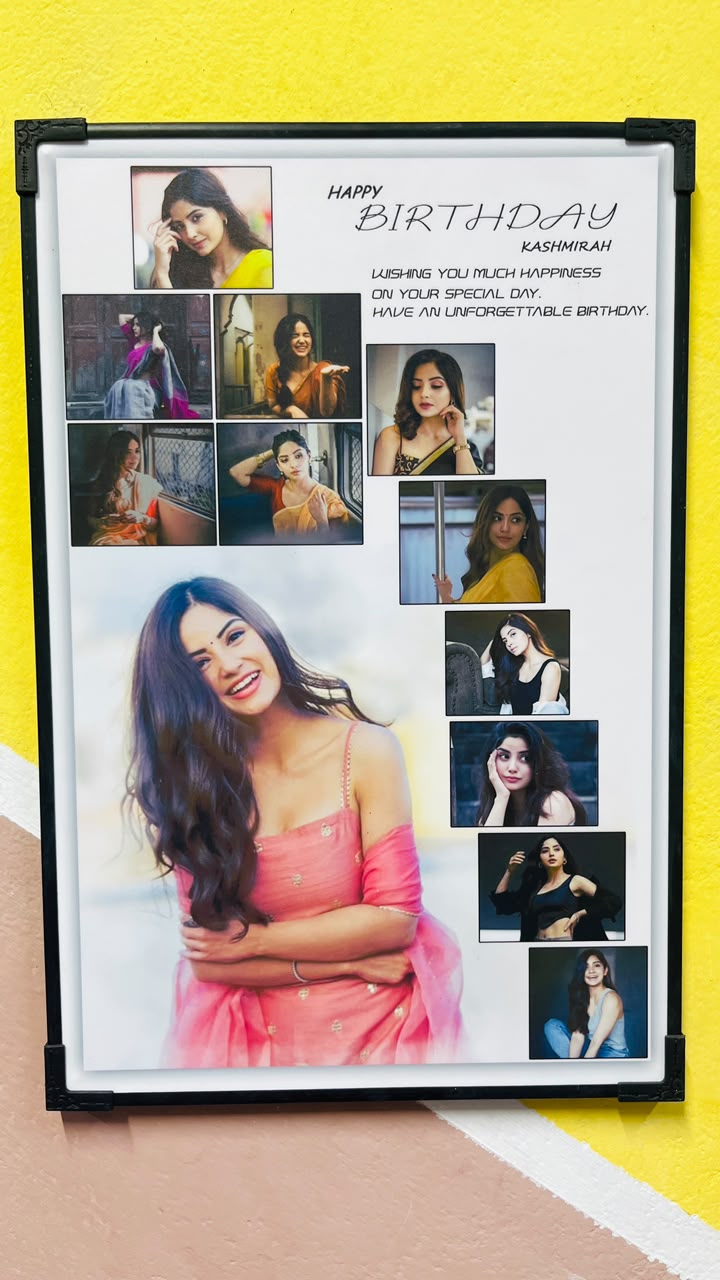 HAPPY
BIRTHDAY
KASHMIRAH
WISHING YOU MUCH HAPPINESS
ON YOUR SPECIAL DAY.
HAVE AN UNFORGETTABLE BIRTHDAY.